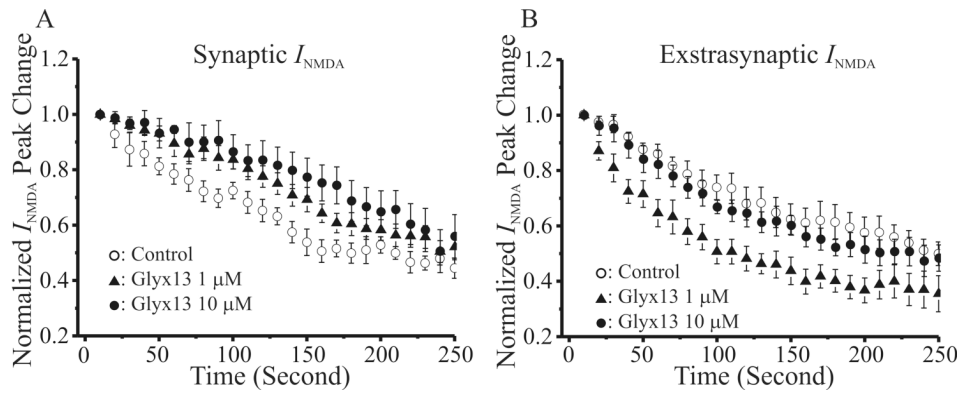 A
Synaptic INMDA
Normalized INMDA Peak Change
1.2
1.0
0.8
0.6
0.4
0.2
○: Control
▲: Glyx13 1 μM
●: Glyx13 10 μM
0 50 100 150 200 250
Time (Second)
B
Exstrasynaptic INMDA
Normalized INMDA Peak Change
1.2
1.0
0.8
0.6
0.4
0.2
○: Control
▲: Glyx13 1 μM
●: Glyx13 10 μM
0 50 100 150 200 250
Time (Second)